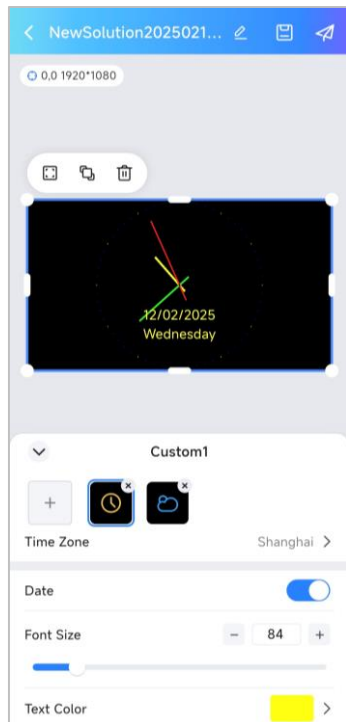 NewSolution2025021...
0,0 1920*1080
12/02/2025
Wednesday
Custom1
Time Zone
Shanghai
Date
Font Size
84
Text Color